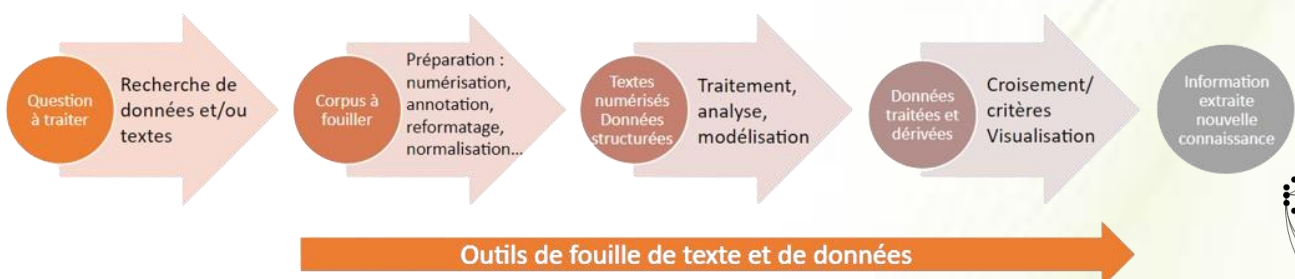 Question
à traiter
Recherche de
données et/ou
textes
Corpus à
fouiller
Préparation :
numérisation,
annotation,
reformatage,
normalisation...
Textes
numérisés
Données
structurées
Traitement,
analyse,
modélisation
Données
traitées et
dérivées
Croisement/
critères
Visualisation
Information
extraite
nouvelle
connaissance
Outils de fouille de texte et de données